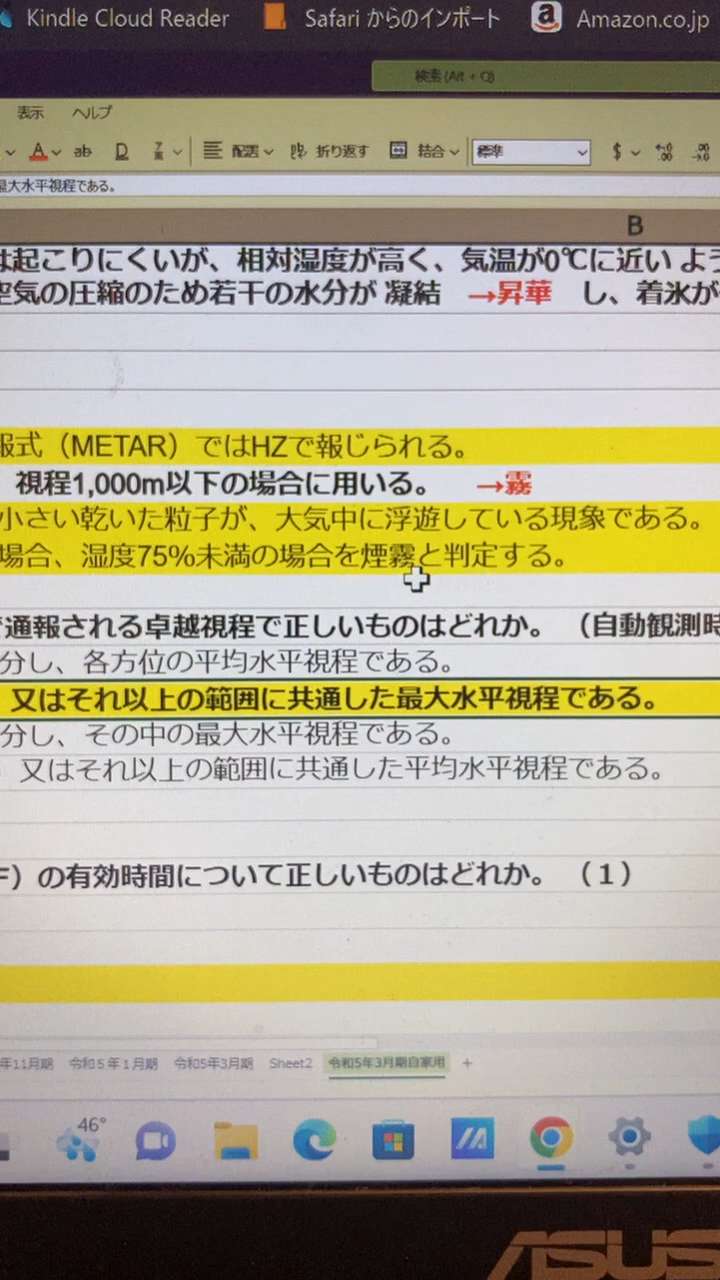 Kindle Cloud Reader Safari からのインポート Amazon.co.jp
検索 (Alt + Q)
表示 ヘルプ
A ab D 配置 折り返す 結合 標準 $
最大水平視程である。
B
は起こりにくいが、相対湿度が高く、気温が0℃に近い よう
空気の圧縮のため若干の水分が 凝結 →昇華 し、着氷が
報式（METAR）ではHZで報じられる。
視程1,000m以下の場合に用いる。 →霧
小さい乾いた粒子が、大気中に浮遊している現象である。
場合、湿度75%未満の場合を煙霧と判定する。
で通報される卓越視程で正しいものはどれか。（自動観測時
分し、各方位の平均水平視程である。
又はそれ以上の範囲に共通した最大水平視程である。
分し、その中の最大水平視程である。
又はそれ以上の範囲に共通した平均水平視程である。
F）の有効時間について正しいものはどれか。（1）
年11月期 令和５年１月期 令和5年3月期 Sheet2 令和5年3月期自家用 +
46°
ASUS